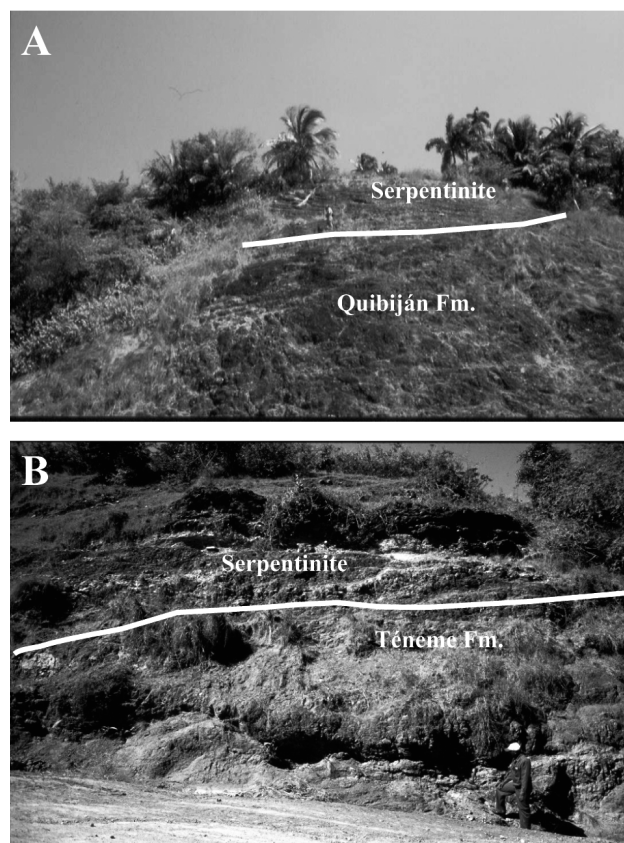 A
Serpentinite
Quibiján Fm.
B
Serpentinite
Téneme Fm.